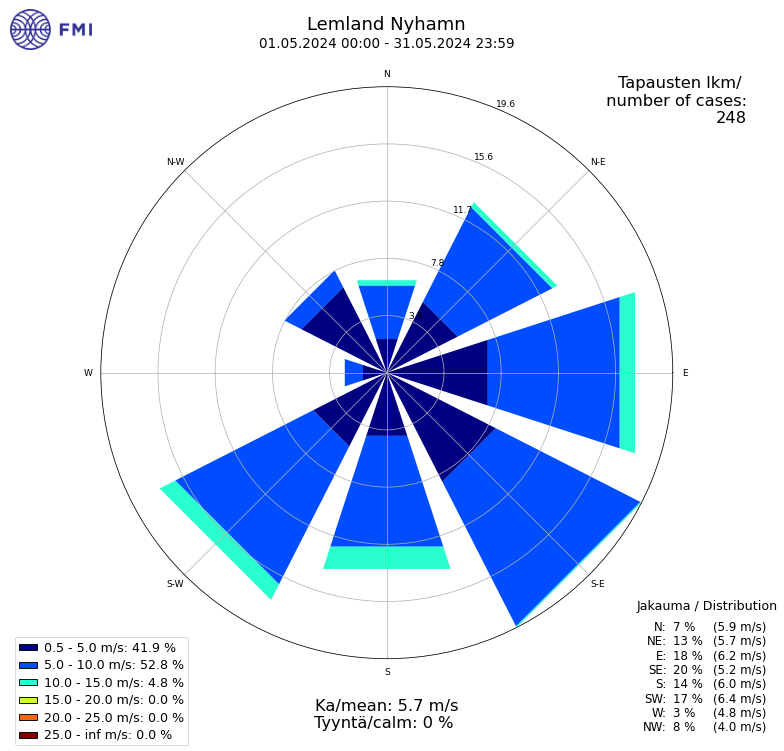 FMI
Lemland Nyhamn
01.05.2024 00:00 - 31.05.2024 23:59
Tapausten lkm/
number of cases:
248
N
N-W
N-E
W
E
S-W
S-E
S
19.6
15.6
11.7
7.8
0.5 - 5.0 m/s: 41.9 %
5.0 - 10.0 m/s: 52.8 %
10.0 - 15.0 m/s: 4.8 %
15.0 - 20.0 m/s: 0.0 %
20.0 - 25.0 m/s: 0.0 %
25.0 - inf m/s: 0.0 %
Ka/mean: 5.7 m/s
Tyyntä/calm: 0 %
Jakauma / Distribution
N: 7 % (5.9 m/s)
NE: 13 % (5.7 m/s)
E: 18 % (6.2 m/s)
SE: 20 % (5.2 m/s)
S: 14 % (6.0 m/s)
SW: 17 % (6.4 m/s)
W: 3 % (4.8 m/s)
NW: 8 % (4.0 m/s)